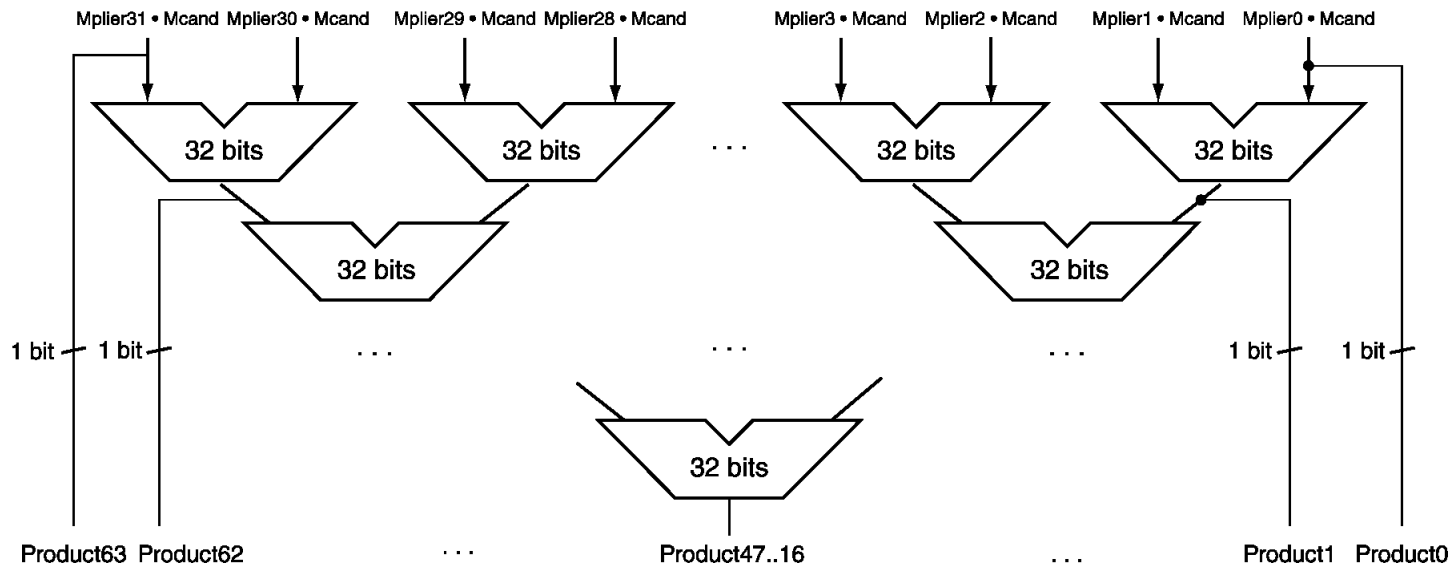 Mplier31 • Mcand Mplier30 • Mcand Mplier29 • Mcand Mplier28 • Mcand Mplier3 • Mcand Mplier2 • Mcand Mplier1 • Mcand Mplier0 • Mcand
32 bits 32 bits . . . 32 bits 32 bits
32 bits 32 bits
1 bit 1 bit . . . . . . . . . 1 bit 1 bit
32 bits
Product63 Product62 . . . Product47..16 . . . Product1 Product0